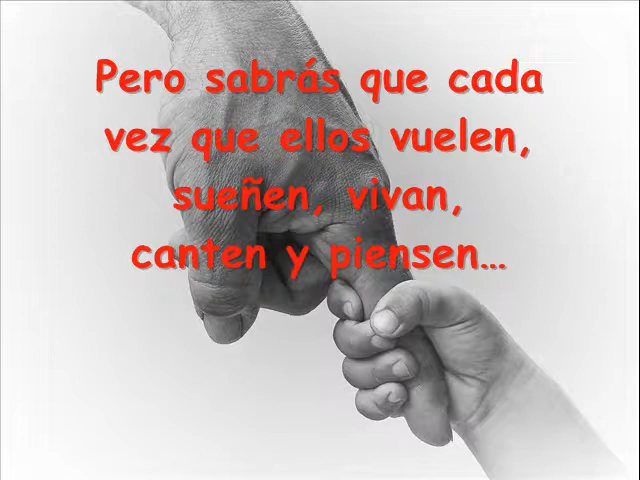 Pero sabrás que cada
vez que ellos vuelen,
sueñen, vivan,
canten y piensen…